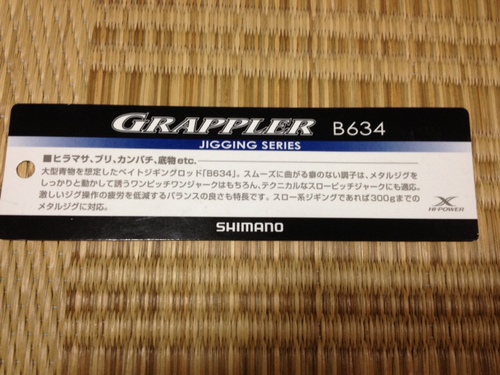 GRAPPLER B634
JIGGING SERIES
■ヒラマサ、ブリ、カンパチ、底物etc.
大型青物を想定したベイトジギングロッド「B634」。スムーズに曲がる癖のない調子は、メタルジグを
しっかりと動かして誘うワンピッチワンジャークはもちろん、テクニカルなスローピッチジャークにも適応。
激しいジグ操作の疲労を低減するバランスの良さも特長です。スロー系ジギングであれば300gまでの
メタルジグに対応。
X
HI-POWER
SHIMANO